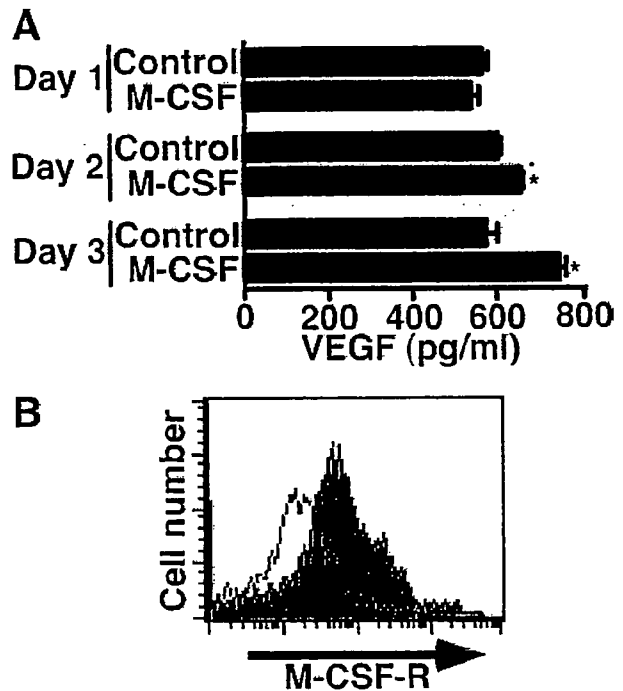 A
Day 1
Control
M-CSF
Day 2
Control
M-CSF *
Day 3
Control
M-CSF *
0 200 400 600 800
VEGF (pg/ml)
B
Cell number
M-CSF-R